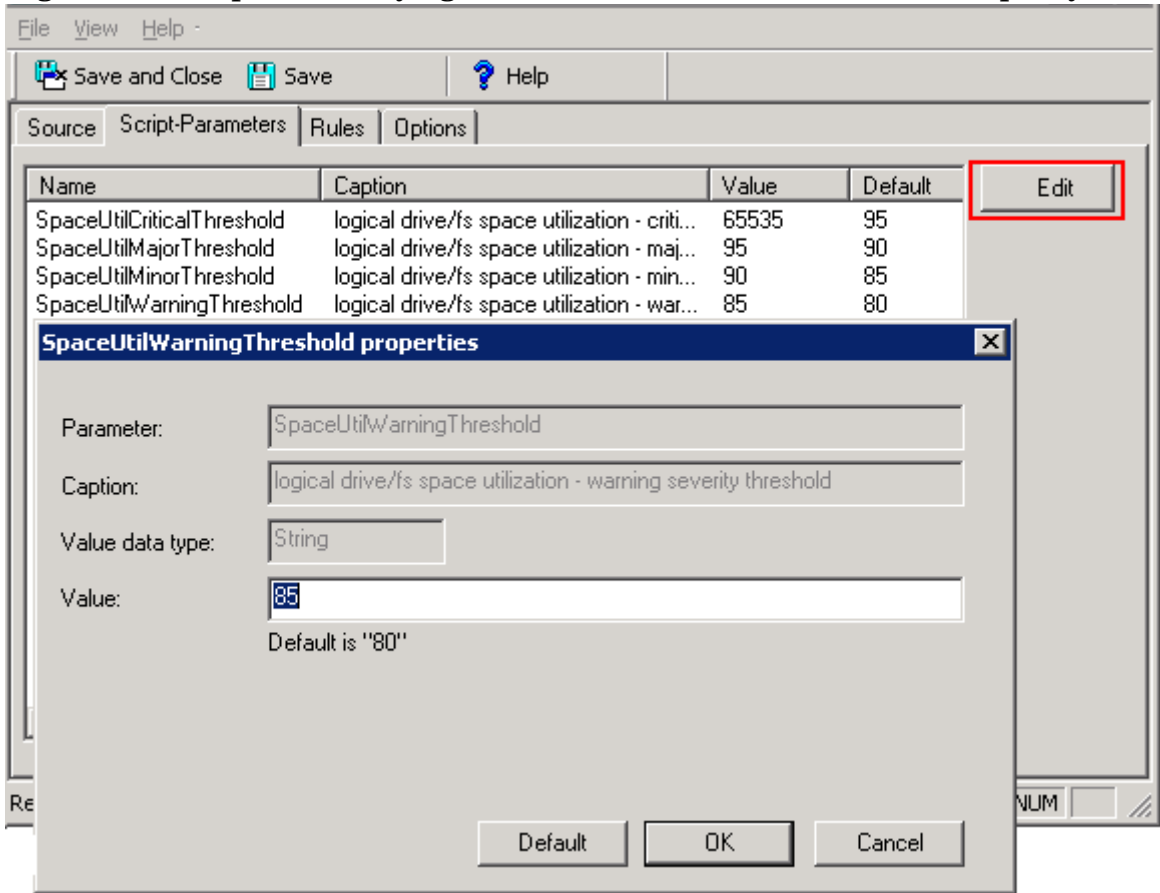 File View Help
Save and Close Save Help
Source Script-Parameters Rules Options
Name Caption Value Default Edit
SpaceUtilCriticalThreshold logical drive/fs space utilization - criti... 65535 95
SpaceUtilMajorThreshold logical drive/fs space utilization - maj... 95 90
SpaceUtilMinorThreshold logical drive/fs space utilization - min... 90 85
SpaceUtilWarningThreshold logical drive/fs space utilization - war... 85 80
SpaceUtilWarningThreshold properties
Parameter: SpaceUtilWarningThreshold
Caption: logical drive/fs space utilization - warning severity threshold
Value data type: String
Value: 85
Default is "80"
Re NUM
Default OK Cancel